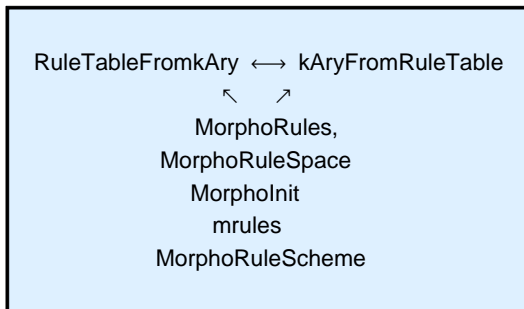 RuleTableFromkAry ⟷ kAryFromRuleTable
↖ ↗
MorphoRules,
MorphoRuleSpace
MorphoInit
mrules
MorphoRuleScheme